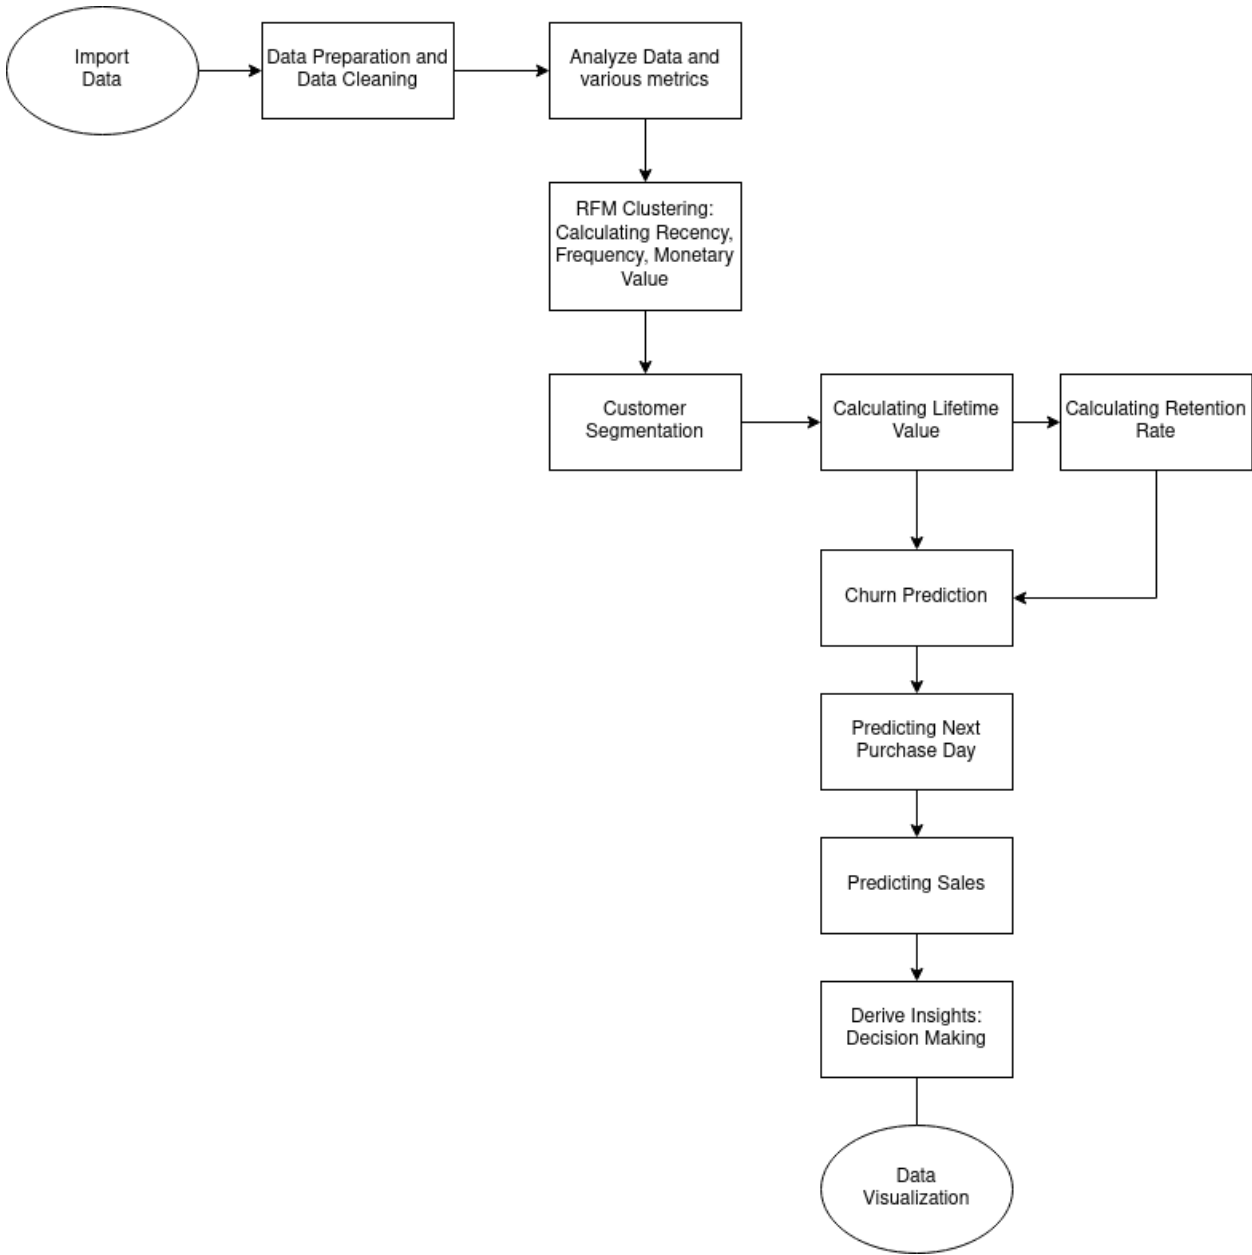 Import
Data
Data Preparation and
Data Cleaning
Analyze Data and
various metrics
RFM Clustering:
Calculating Recency,
Frequency, Monetary
Value
Customer
Segmentation
Calculating Lifetime
Value
Calculating Retention
Rate
Churn Prediction
Predicting Next
Purchase Day
Predicting Sales
Derive Insights:
Decision Making
Data
Visualization